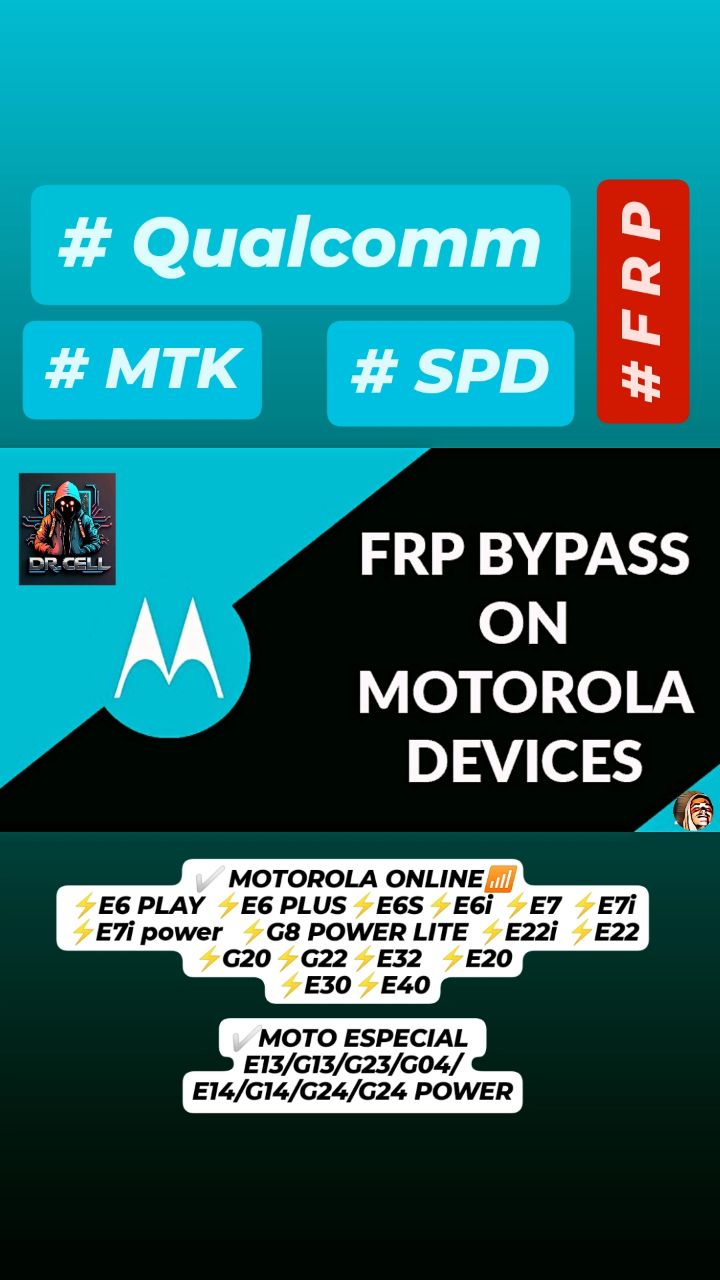 # Qualcomm
# F R P
# MTK
# SPD
DR.CELL
FRP BYPASS
ON
MOTOROLA
DEVICES
✔️ MOTOROLA ONLINE📶
⚡E6 PLAY ⚡E6 PLUS⚡E6S⚡E6i ⚡E7 ⚡E7i
⚡E7i power ⚡G8 POWER LITE ⚡E22i ⚡E22
⚡G20⚡G22⚡E32 ⚡E20
⚡E30⚡E40
✔️MOTO ESPECIAL
E13/G13/G23/G04/
E14/G14/G24/G24 POWER